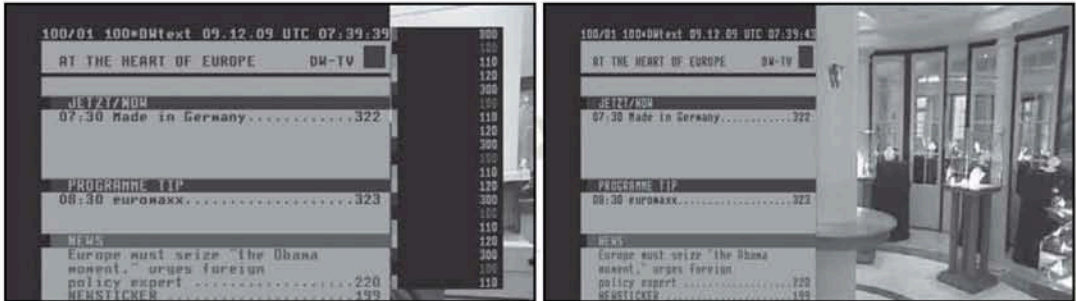 100/01 100*DWtext 09.12.09 UTC 07:39:39
AT THE HEART OF EUROPE DW-TV
JETZT/NOW
07:30 Made in Germany............322
PROGRAMME TIP
08:30 euromaxx...................323
NEWS
Europe must seize "the Obama
moment," urges foreign
policy expert ..................220
NEWSTICKER .....................199
300
100
110
120
300
100
110
120
300
100
110
120
300
100
110
120
300
100
110
100/01 100*DWtext 09.12.09 UTC 07:39:43
AT THE HEART OF EUROPE DW-TV
JETZT/NOW
07:30 Made in Germany............322
PROGRAMME TIP
08:30 euromaxx...................323
NEWS
Europe must seize "the Obama
moment," urges foreign
policy expert ..................220
NEWSTICKER .....................199